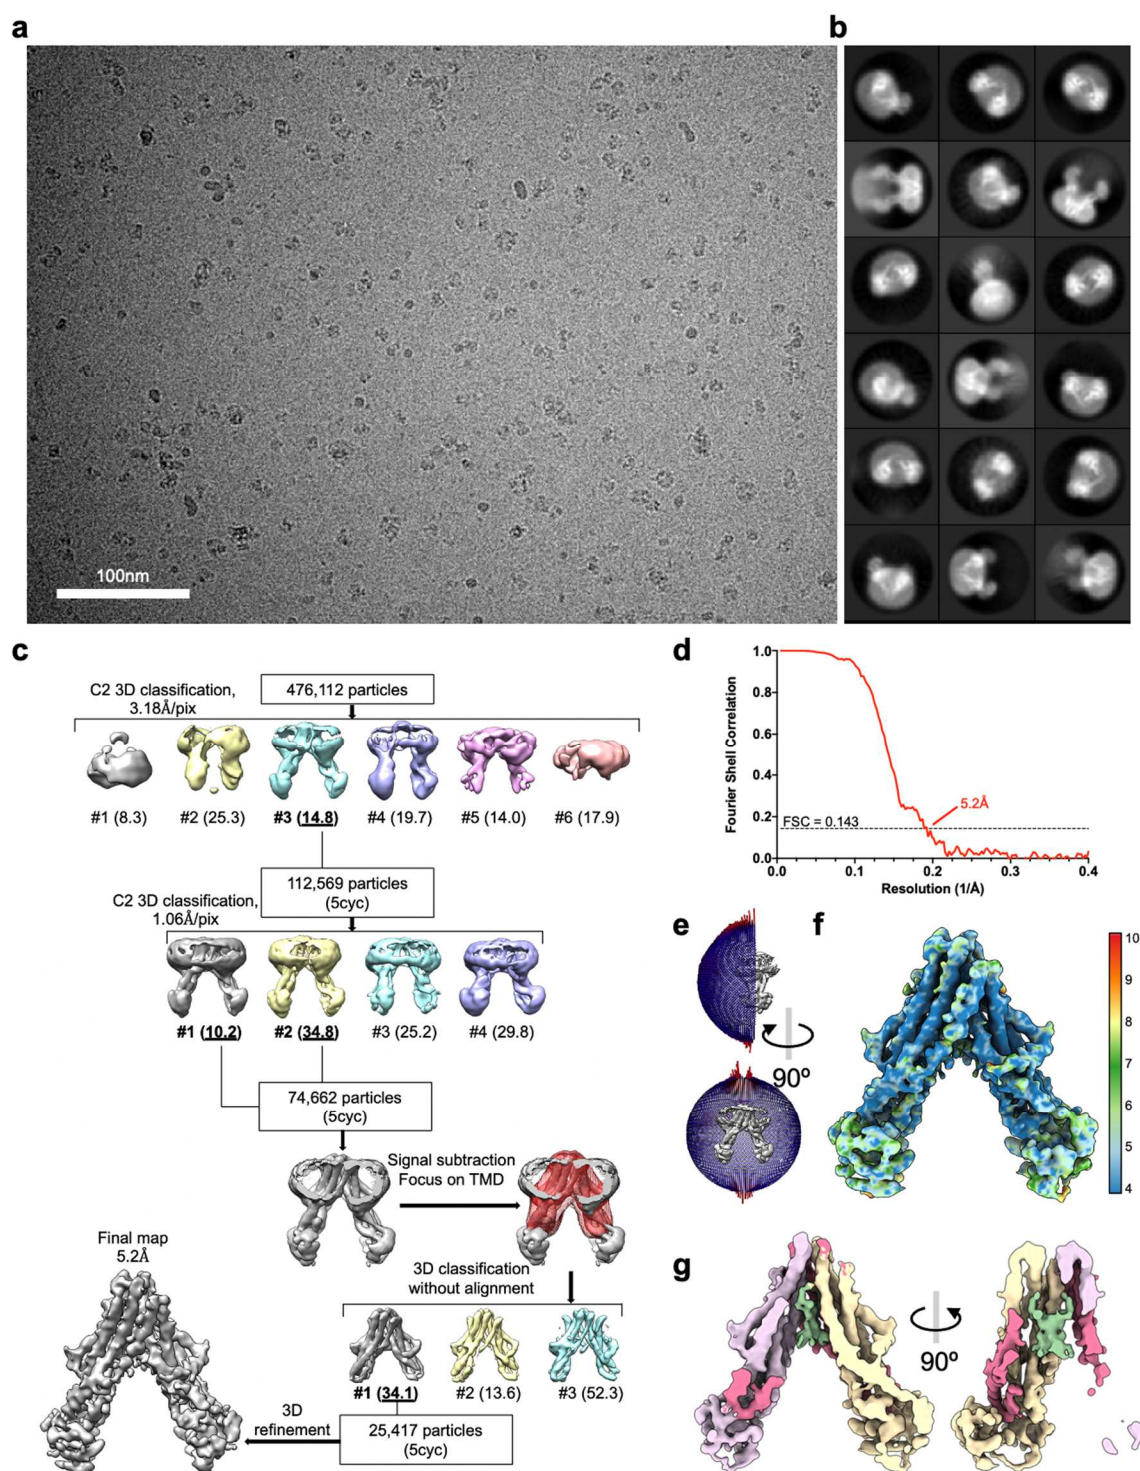 a
b
100nm
c
476,112 particles
C2 3D classification,
3.18Å/pix
#1 (8.3)
#2 (25.3)
#3 (14.8)
#4 (19.7)
#5 (14.0)
#6 (17.9)
112,569 particles
(5cyc)
C2 3D classification,
1.06Å/pix
#1 (10.2)
#2 (34.8)
#3 (25.2)
#4 (29.8)
74,662 particles
(5cyc)
Signal subtraction
Focus on TMD
Final map
5.2Å
3D classification
without alignment
#1 (34.1)
#2 (13.6)
#3 (52.3)
3D
refinement
25,417 particles
(5cyc)
d
Fourier Shell Correlation
1.0
0.8
0.6
0.4
0.2
0.0
5.2Å
FSC = 0.143
0.0
0.1
0.2
0.3
0.4
Resolution (1/Å)
e
90º
f
10
9
8
7
6
5
4
g
90º